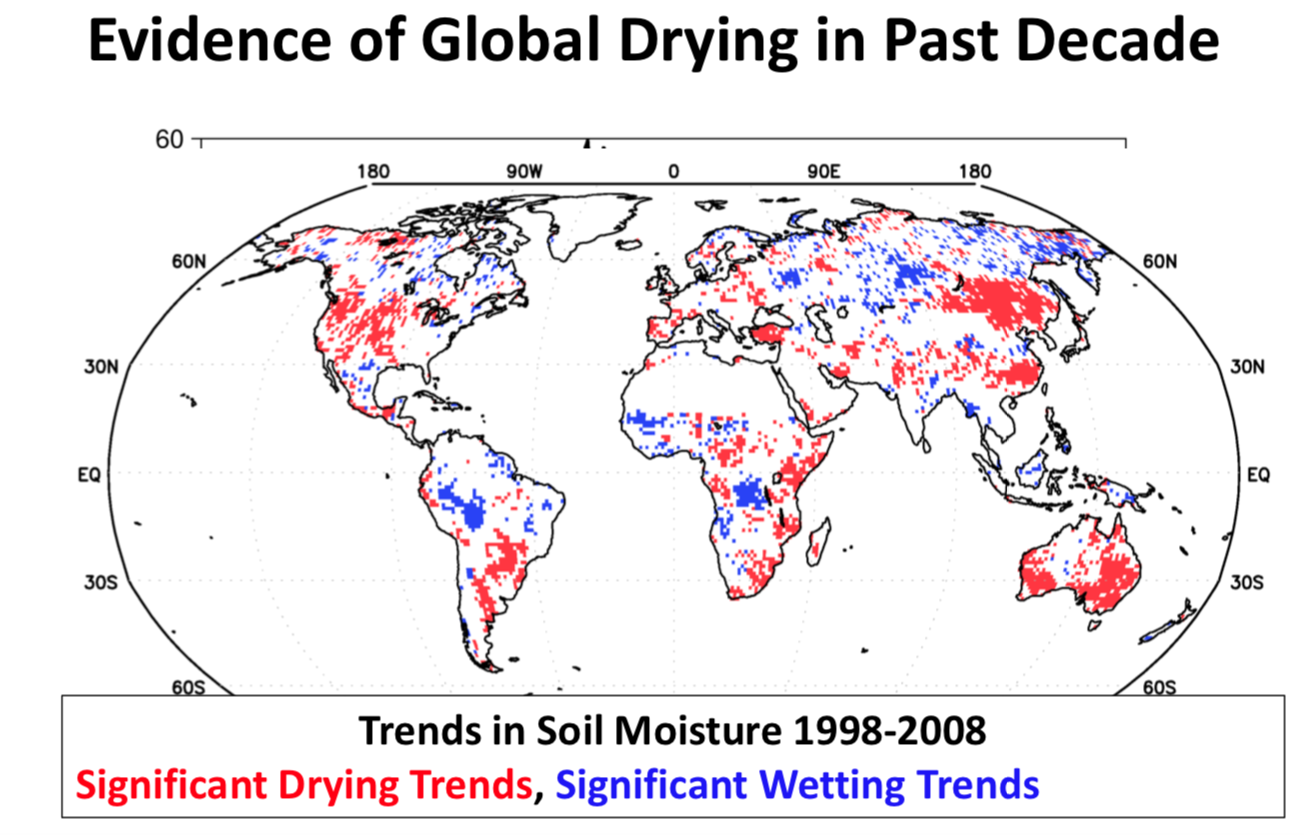 Evidence of Global Drying in Past Decade
60
180 90W 0 90E 180
60N 60N
30N 30N
EQ EQ
30S 30S
60S 60S
Trends in Soil Moisture 1998-2008
Significant Drying Trends, Significant Wetting Trends